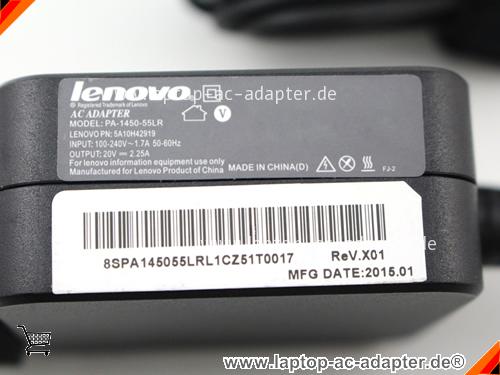 lenovo
® Registered Trademark of Lenovo
AC ADAPTER
MODEL: PA-1450-55LR
LENOVO PN: 5A10H42919
INPUT: 100-240V~1.7A 50-60Hz
OUTPUT: 20V 2.25A
For lenovo information equipment use only
Lenovo Product of China
V
MADE IN CHINA(D)
FJ-2
8SPA145055LRL1CZ51T0017 ReV.X01
MFG DATE:2015.01
laptop-ac-adapter.de
www.laptop-ac-adapter.de®